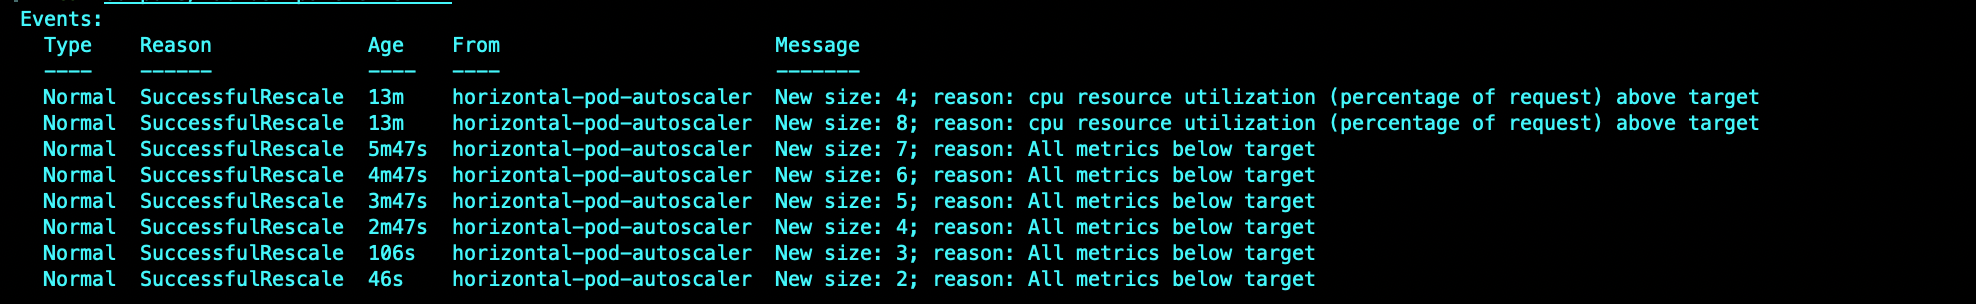 Events:
Type Reason Age From Message
---- ------ ---- ---- -------
Normal SuccessfulRescale 13m horizontal-pod-autoscaler New size: 4; reason: cpu resource utilization (percentage of request) above target
Normal SuccessfulRescale 13m horizontal-pod-autoscaler New size: 8; reason: cpu resource utilization (percentage of request) above target
Normal SuccessfulRescale 5m47s horizontal-pod-autoscaler New size: 7; reason: All metrics below target
Normal SuccessfulRescale 4m47s horizontal-pod-autoscaler New size: 6; reason: All metrics below target
Normal SuccessfulRescale 3m47s horizontal-pod-autoscaler New size: 5; reason: All metrics below target
Normal SuccessfulRescale 2m47s horizontal-pod-autoscaler New size: 4; reason: All metrics below target
Normal SuccessfulRescale 106s horizontal-pod-autoscaler New size: 3; reason: All metrics below target
Normal SuccessfulRescale 46s horizontal-pod-autoscaler New size: 2; reason: All metrics below target